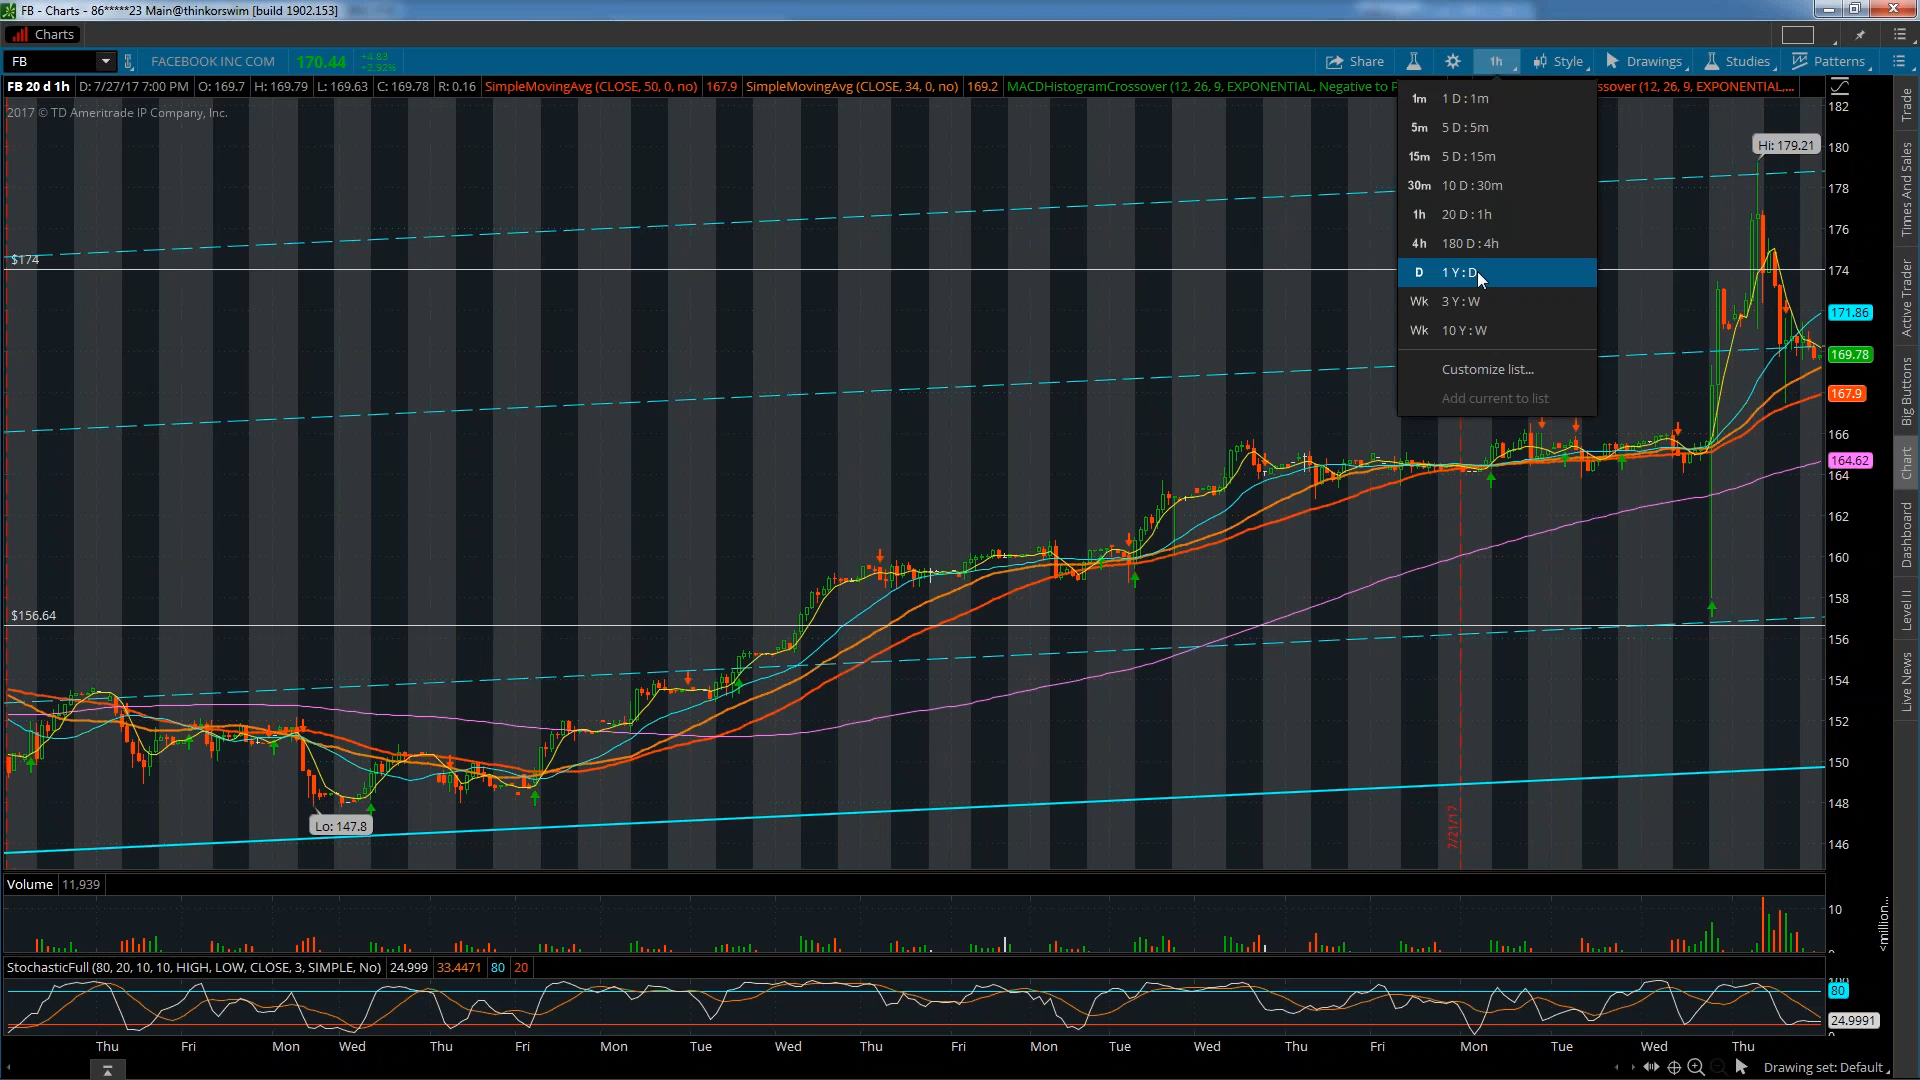 FB - Charts - 86*****23 Main@thinkorswim [build 1902.153]
Charts
FB FACEBOOK INC COM 170.44 +4.83 +2.92% Share 1h Style Drawings Studies Patterns
FB 20 d 1h D: 7/27/17 7:00 PM O: 169.7 H: 169.79 L: 169.63 C: 169.78 R: 0.16 SimpleMovingAvg (CLOSE, 50, 0, no) 167.9 SimpleMovingAvg (CLOSE, 34, 0, no) 169.2 MACDHistogramCrossover (12, 26, 9, EXPONENTIAL, Negative to P ssover (12, 26, 9, EXPONENTIAL,...
2017 © TD Ameritrade IP Company, Inc.
1m 1 D : 1m
5m 5 D : 5m
15m 5 D : 15m
30m 10 D : 30m
1h 20 D : 1h
4h 180 D : 4h
D 1 Y : D
Wk 3 Y : W
Wk 10 Y : W
Customize list...
Add current to list
Hi: 179.21
$174
$156.64
Lo: 147.8
7/21/17
182
180
178
176
174
171.86
169.78
167.9
166
164.62
164
162
160
158
156
154
152
150
148
146
Trade
Times And Sales
Active Trader
Big Buttons
Chart
Dashboard
Level II
Live News
Volume 11,939
10
<million...
StochasticFull (80, 20, 10, 10, HIGH, LOW, CLOSE, 3, SIMPLE, No) 24.999 33.4471 80 20
100
80
24.9991
Thu Fri Mon Wed Thu Fri Mon Tue Wed Thu Fri Mon Tue Wed Thu Fri Mon Tue Wed Thu
Drawing set: Default